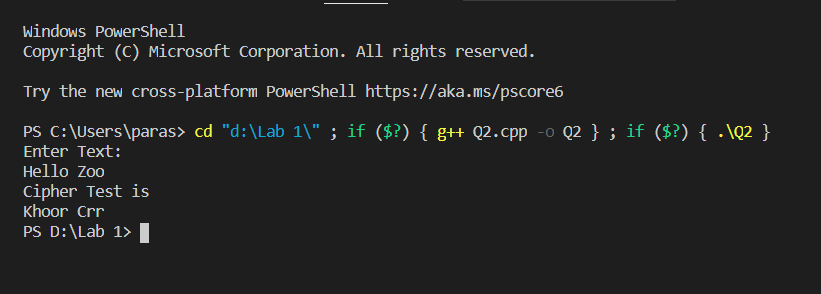 Windows PowerShell
Copyright (C) Microsoft Corporation. All rights reserved.
Try the new cross-platform PowerShell https://aka.ms/pscore6
PS C:\Users\paras> cd "d:\Lab 1\" ; if ($?) { g++ Q2.cpp -o Q2 } ; if ($?) { .\Q2 }
Enter Text:
Hello Zoo
Cipher Test is
Khoor Crr
PS D:\Lab 1>